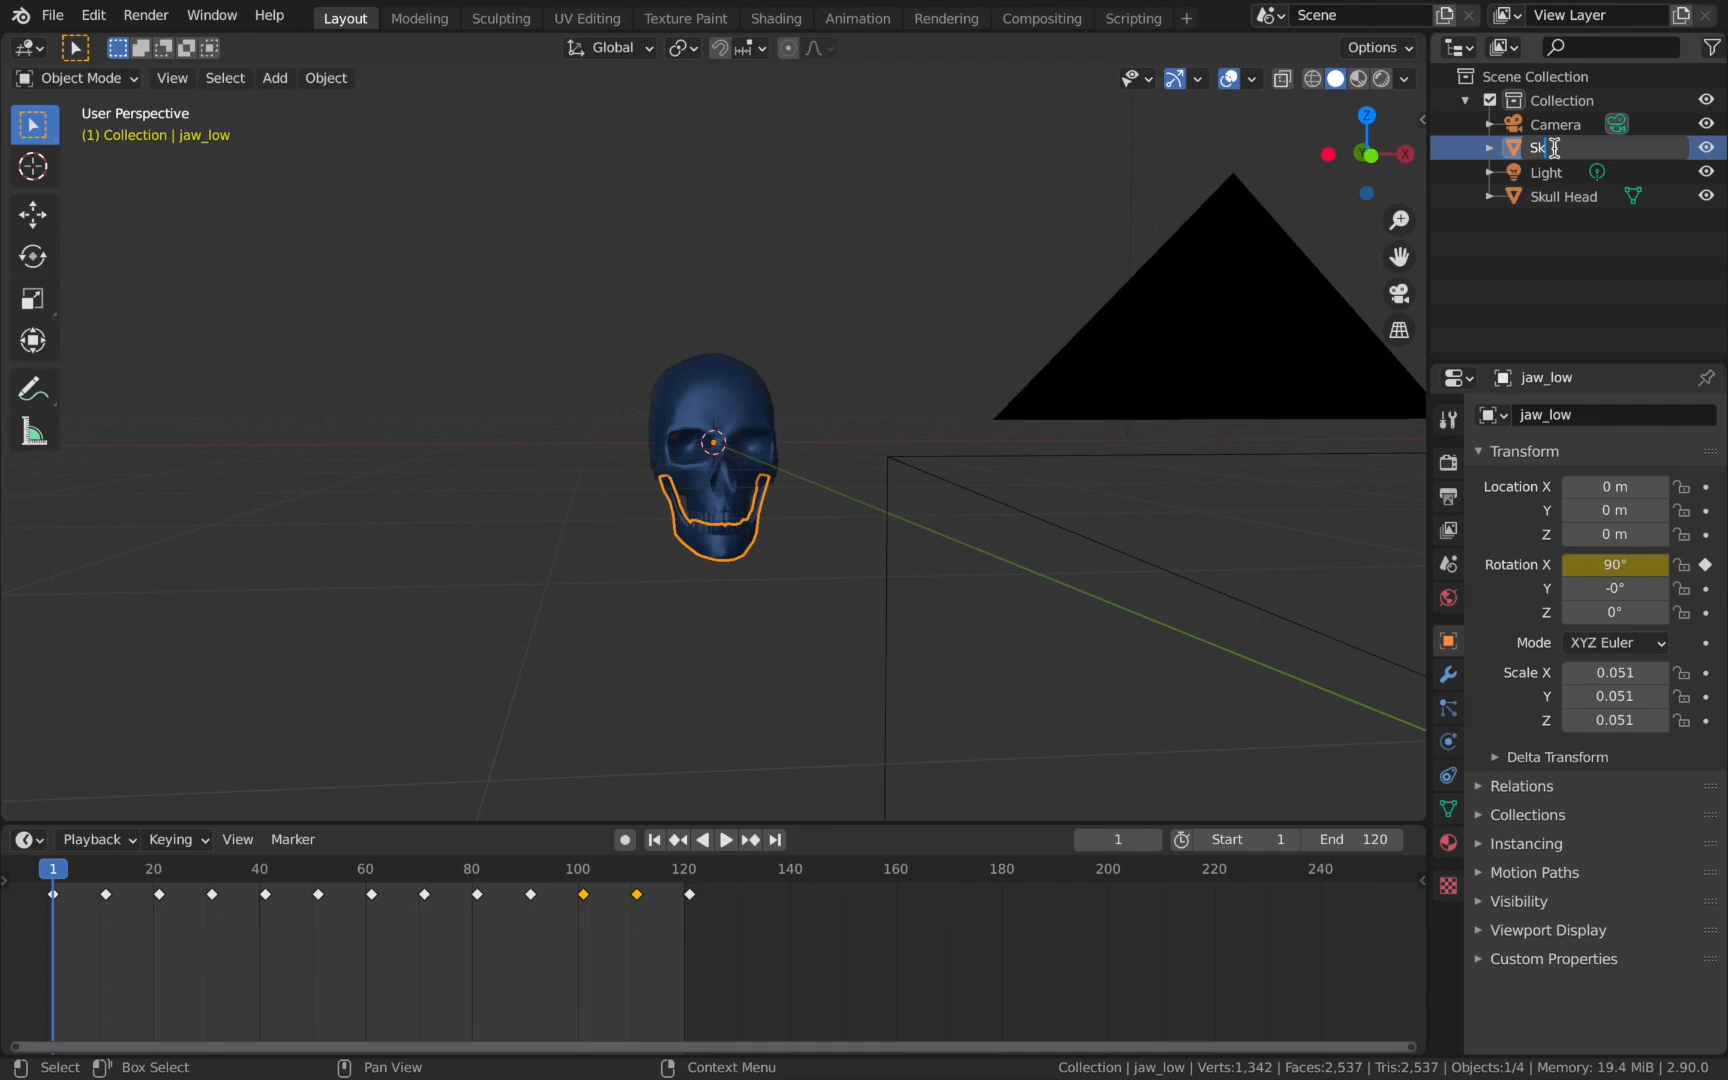 File Edit Render Window Help Layout Modeling Sculpting UV Editing Texture Paint Shading Animation Rendering Compositing Scripting + Scene View Layer
Global Options
Object Mode View Select Add Object
User Perspective
(1) Collection | jaw_low
Z
Y
X
Scene Collection
Collection
Camera
Sk
Light
Skull Head
jaw_low
jaw_low
Transform
Location X 0 m
Y 0 m
Z 0 m
Rotation X 90°
Y -0°
Z 0°
Mode XYZ Euler
Scale X 0.051
Y 0.051
Z 0.051
Delta Transform
Relations
Collections
Instancing
Motion Paths
Visibility
Viewport Display
Custom Properties
Playback Keying View Marker 1 Start 1 End 120
1 20 40 60 80 100 120 140 160 180 200 220 240
Select Box Select Pan View Context Menu Collection | jaw_low | Verts:1,342 | Faces:2,537 | Tris:2,537 | Objects:1/4 | Memory: 19.4 MiB | 2.90.0